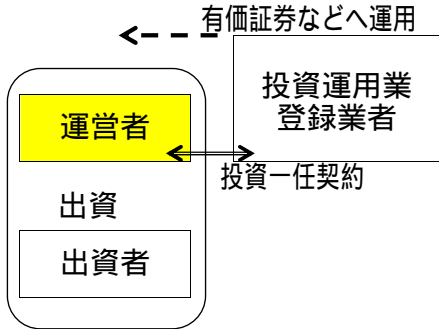 有価証券などへ運用
投資運用業
登録業者
運営者
投資一任契約
出資
出資者